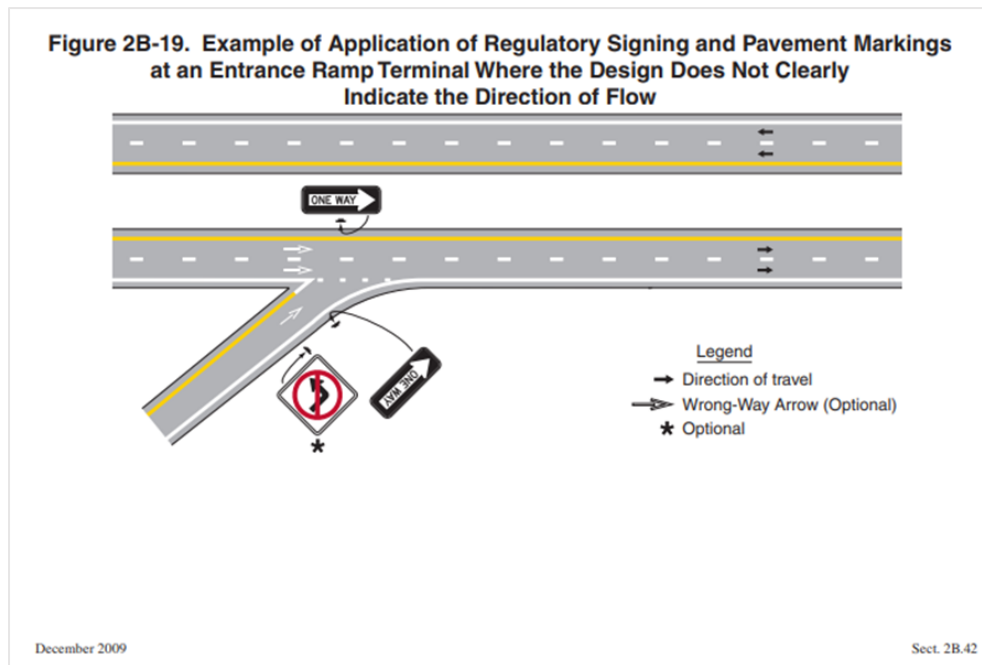 Figure 2B-19. Example of Application of Regulatory Signing and Pavement Markings
at an Entrance Ramp Terminal Where the Design Does Not Clearly
Indicate the Direction of Flow
ONE WAY
ONE WAY
*
Legend
Direction of travel
Wrong-Way Arrow (Optional)
* Optional
December 2009
Sect. 2B.42